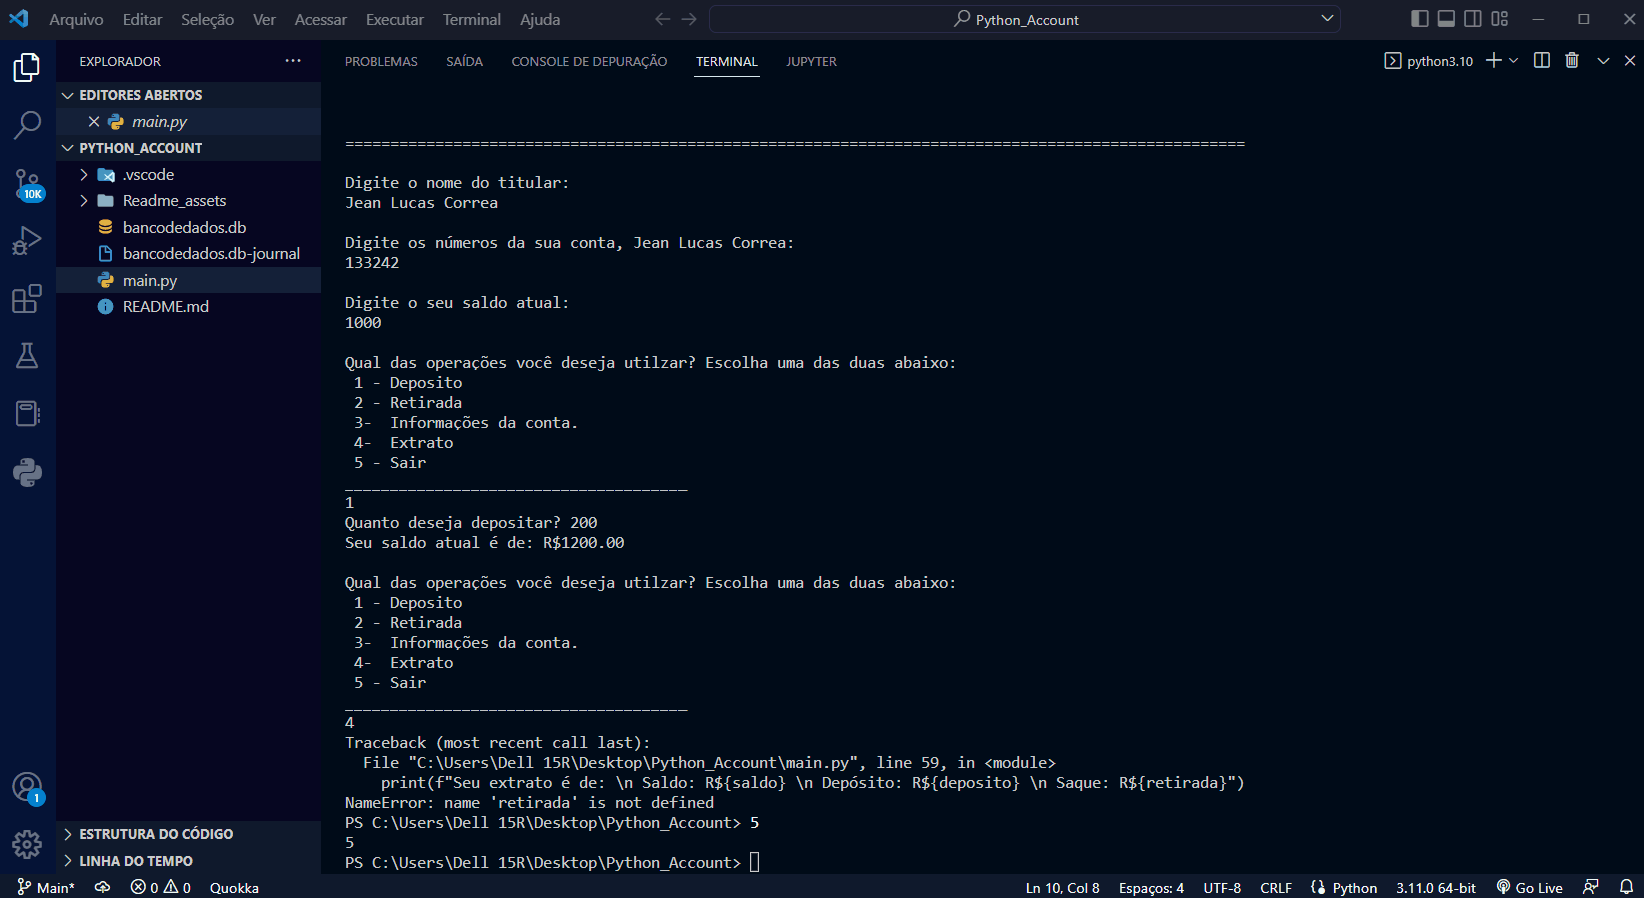 Arquivo Editar Seleção Ver Acessar Executar Terminal Ajuda
Python_Account
EXPLORADOR ...
EDITORES ABERTOS
main.py
PYTHON_ACCOUNT
.vscode
Readme_assets
bancodedados.db
bancodedados.db-journal
main.py
README.md
ESTRUTURA DO CÓDIGO
LINHA DO TEMPO
10K
1
PROBLEMAS SAÍDA CONSOLE DE DEPURAÇÃO TERMINAL JUPYTER
python3.10
====================================================================================================
Digite o nome do titular:
Jean Lucas Correa
Digite os números da sua conta, Jean Lucas Correa:
133242
Digite o seu saldo atual:
1000
Qual das operações você deseja utilzar? Escolha uma das duas abaixo:
1 - Deposito
2 - Retirada
3-  Informações da conta.
4-  Extrato
5 - Sair
______________________________________
1
Quanto deseja depositar? 200
Seu saldo atual é de: R$1200.00
Qual das operações você deseja utilzar? Escolha uma das duas abaixo:
1 - Deposito
2 - Retirada
3-  Informações da conta.
4-  Extrato
5 - Sair
______________________________________
4
Traceback (most recent call last):
File "C:\Users\Dell 15R\Desktop\Python_Account\main.py", line 59, in <module>
print(f"Seu extrato é de: \n Saldo: R${saldo} \n Depósito: R${deposito} \n Saque: R${retirada}")
NameError: name 'retirada' is not defined
PS C:\Users\Dell 15R\Desktop\Python_Account> 5
5
PS C:\Users\Dell 15R\Desktop\Python_Account>
Main* 0 0 Quokka Ln 10, Col 8 Espaços: 4 UTF-8 CRLF Python 3.11.0 64-bit Go Live